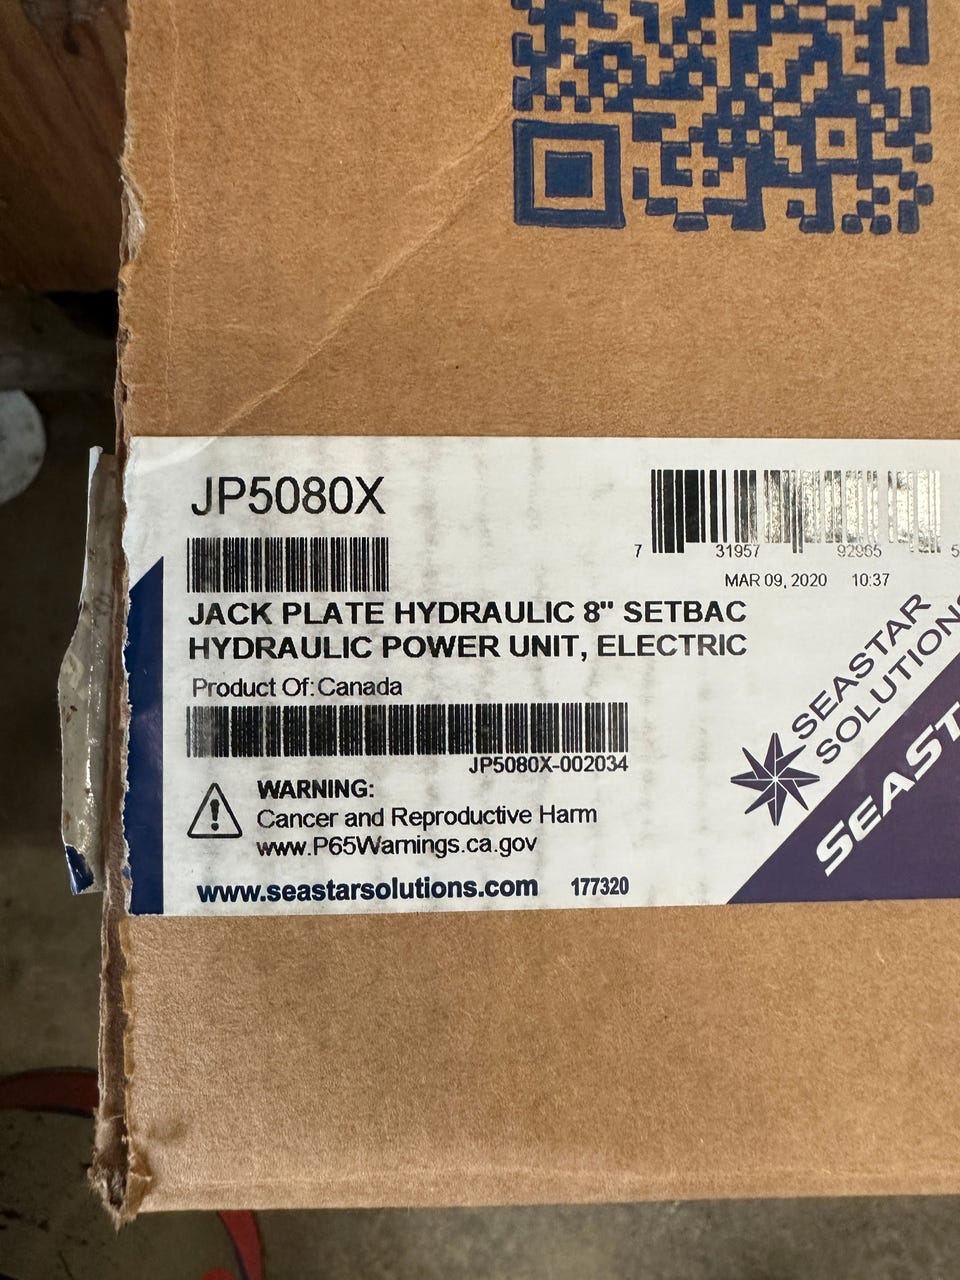 JP5080X
7 31957 92965 5
MAR 09, 2020 10:37
JACK PLATE HYDRAULIC 8" SETBAC
HYDRAULIC POWER UNIT, ELECTRIC
Product Of: Canada
JP5080X-002034
WARNING:
Cancer and Reproductive Harm
www.P65Warnings.ca.gov
www.seastarsolutions.com 177320
SEASTAR
SOLUTIONS
SEAST